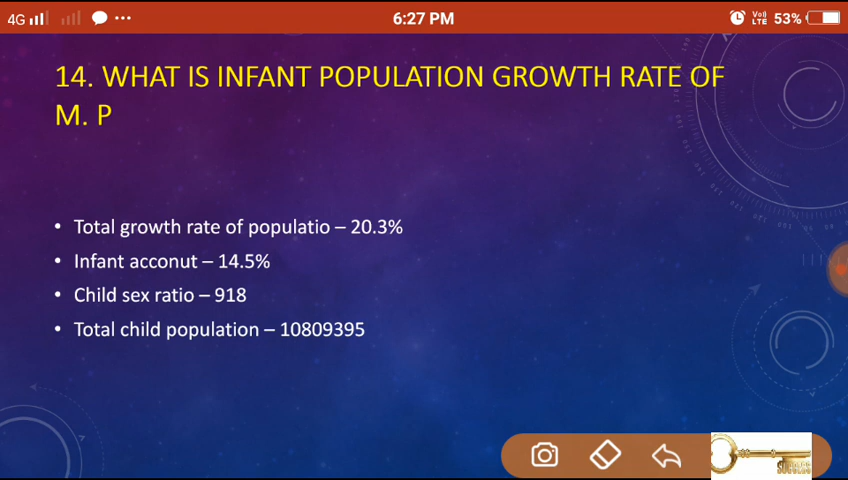 4G 6:27 PM VoI) LTE 53%
14. WHAT IS INFANT POPULATION GROWTH RATE OF
M. P
• Total growth rate of populatio – 20.3%
• Infant acconut – 14.5%
• Child sex ratio – 918
• Total child population – 10809395